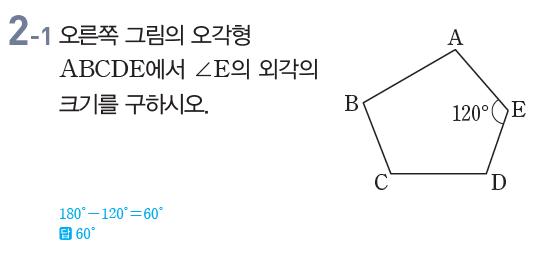 2-1 오른쪽 그림의 오각형
ABCDE에서 ∠E의 외각의
크기를 구하시오.
A
B
120°
E
C
D
180°-120°=60°
답 60°